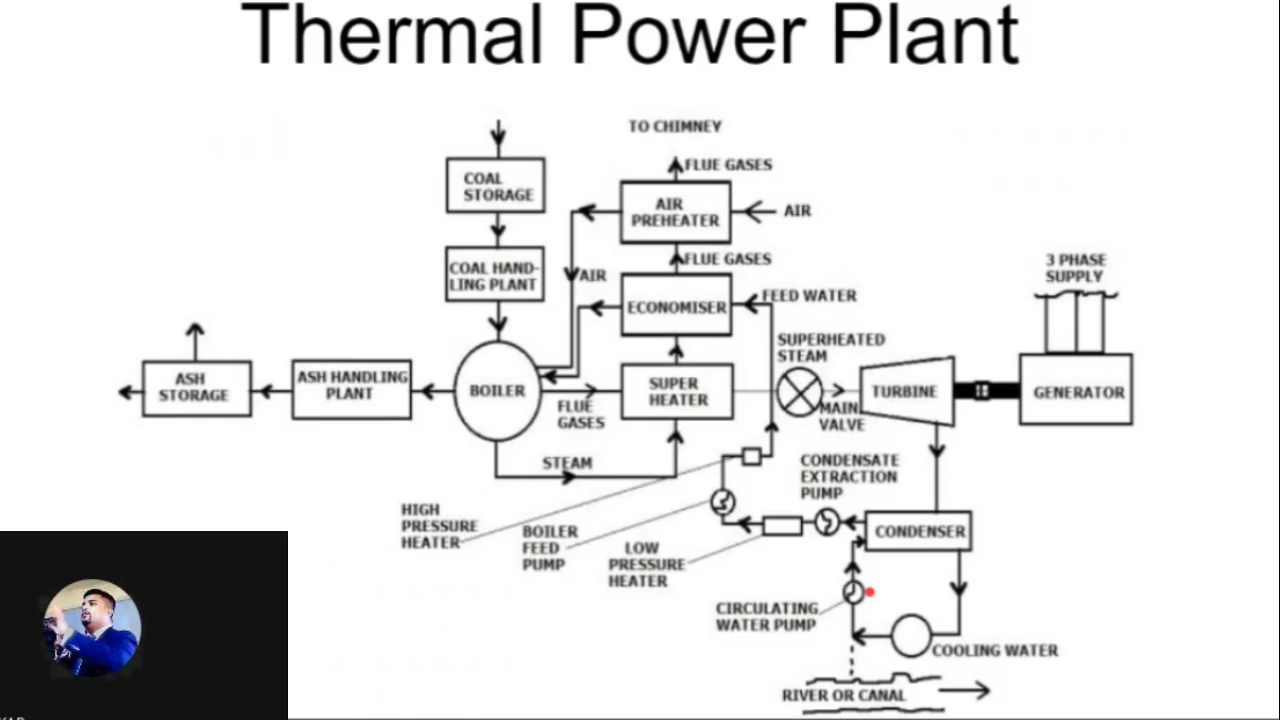 Thermal Power Plant
TO CHIMNEY
FLUE GASES
COAL
STORAGE
AIR
PREHEATER
AIR
COAL HAND-
LING PLANT
AIR
FLUE GASES
ECONOMISER
FEED WATER
3 PHASE
SUPPLY
SUPERHEATED
STEAM
ASH
STORAGE
ASH HANDLING
PLANT
BOILER
FLUE
GASES
SUPER
HEATER
MAIN
VALVE
TURBINE
GENERATOR
STEAM
HIGH
PRESSURE
HEATER
BOILER
FEED
PUMP
LOW
PRESSURE
HEATER
CONDENSATE
EXTRACTION
PUMP
CONDENSER
CIRCULATING
WATER PUMP
COOLING WATER
RIVER OR CANAL